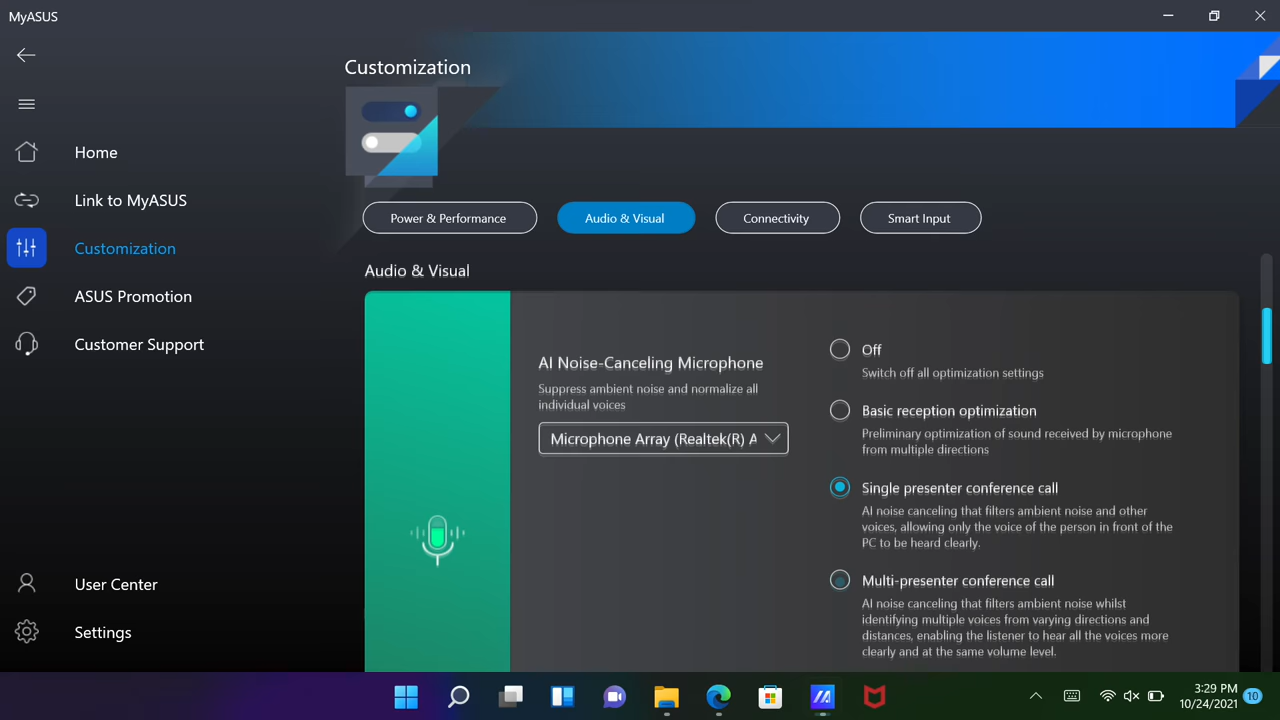 MyASUS
Customization
Home
Link to MyASUS
Customization
ASUS Promotion
Customer Support
User Center
Settings
Power & Performance
Audio & Visual
Connectivity
Smart Input
Audio & Visual
AI Noise-Canceling Microphone
Suppress ambient noise and normalize all
individual voices
Microphone Array (Realtek(R) A
Off
Switch off all optimization settings
Basic reception optimization
Preliminary optimization of sound received by microphone
from multiple directions
Single presenter conference call
AI noise canceling that filters ambient noise and other
voices, allowing only the voice of the person in front of the
PC to be heard clearly.
Multi-presenter conference call
AI noise canceling that filters ambient noise whilst
identifying multiple voices from varying directions and
distances, enabling the listener to hear all the voices more
clearly and at the same volume level.
3:29 PM
10/24/2021
10